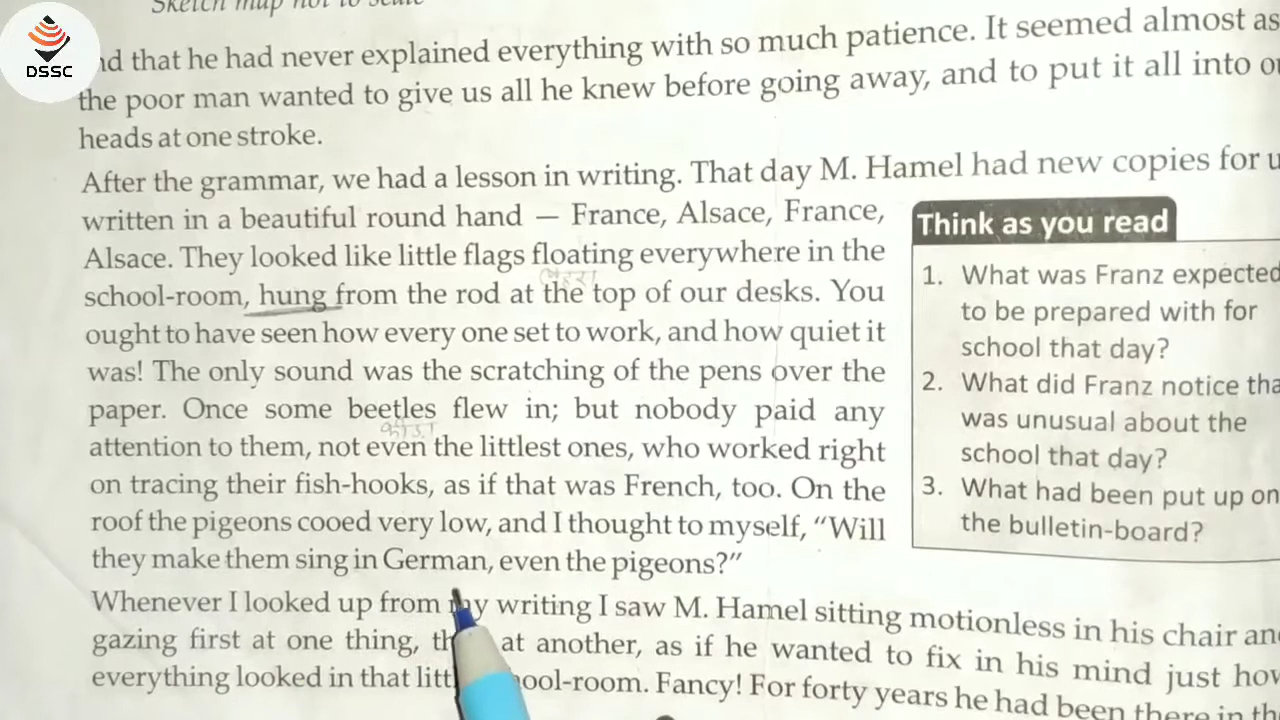 Sketch map not to scale
DSSC
nd that he had never explained everything with so much patience. It seemed almost as
the poor man wanted to give us all he knew before going away, and to put it all into
heads at one stroke.
After the grammar, we had a lesson in writing. That day M. Hamel had new copies for
written in a beautiful round hand — France, Alsace, France,
Alsace. They looked like little flags floating everywhere in the
school-room, hung from the rod at the top of our desks. You
ought to have seen how every one set to work, and how quiet it
was! The only sound was the scratching of the pens over the
paper. Once some beetles flew in; but nobody paid any
attention to them, not even the littlest ones, who worked right
on tracing their fish-hooks, as if that was French, too. On the
roof the pigeons cooed very low, and I thought to myself, “Will
they make them sing in German, even the pigeons?”
Think as you read
1. What was Franz expected
to be prepared with for
school that day?
2. What did Franz notice tha
was unusual about the
school that day?
3. What had been put up on
the bulletin-board?
Whenever I looked up from my writing I saw M. Hamel sitting motionless in his chair an
gazing first at one thing, th at another, as if he wanted to fix in his mind just how
everything looked in that litt hool-room. Fancy! For forty years he had been there in th